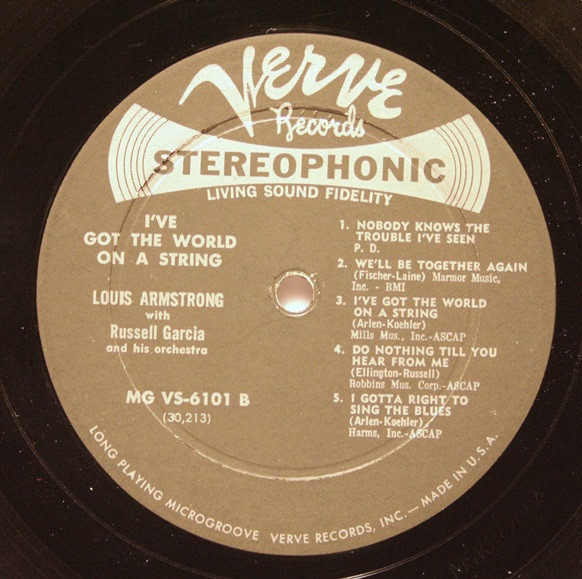 Verve
Records
STEREOPHONIC
LIVING SOUND FIDELITY
I'VE
GOT THE WORLD
ON A STRING
LOUIS ARMSTRONG
with
Russell Garcia
and his orchestra
MG VS-6101 B
(30,213)
1. NOBODY KNOWS THE
TROUBLE I'VE SEEN
P. D.
2. WE'LL BE TOGETHER AGAIN
(Fischer-Laine) Marmor Music,
Inc. - BMI
3. I'VE GOT THE WORLD
ON A STRING
(Arlen-Koehler)
Mills Mus., Inc.-ASCAP
4. DO NOTHING TILL YOU
HEAR FROM ME
(Ellington-Russell)
Robbins Mus. Corp.-ASCAP
5. I GOTTA RIGHT TO
SING THE BLUES
(Arlen-Koehler)
Harms, Inc.-ASCAP
LONG PLAYING MICROGROOVE VERVE RECORDS, INC.—MADE IN U.S.A.